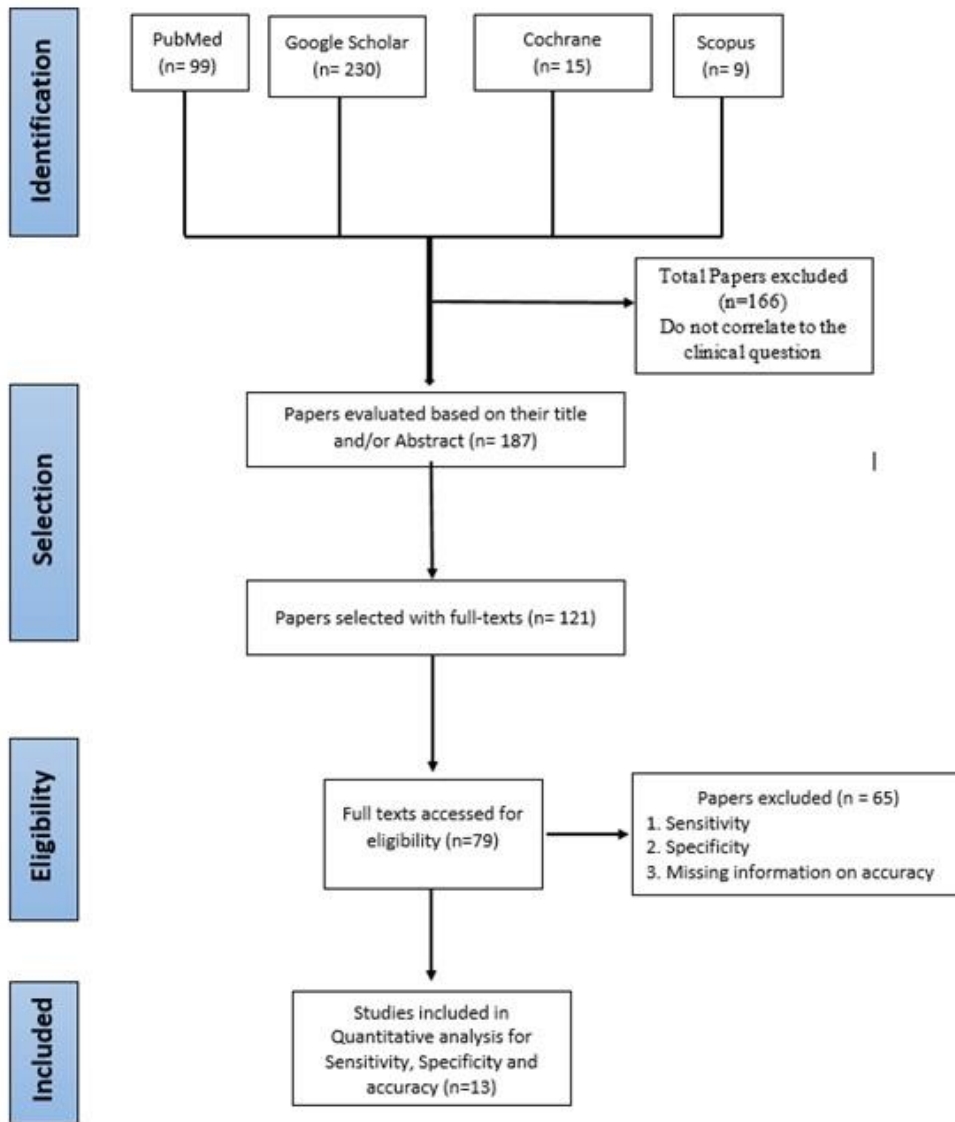 Identification
PubMed
(n= 99)
Google Scholar
(n= 230)
Cochrane
(n= 15)
Scopus
(n= 9)
Total Papers excluded
(n=166)
Do not correlate to the
clinical question
Selection
Papers evaluated based on their title
and/or Abstract (n= 187)
Papers selected with full-texts (n= 121)
Eligibility
Full texts accessed for
eligibility (n=79)
Papers excluded (n = 65)
1. Sensitivity
2. Specificity
3. Missing information on accuracy
Included
Studies included in
Quantitative analysis for
Sensitivity, Specificity and
accuracy (n=13)